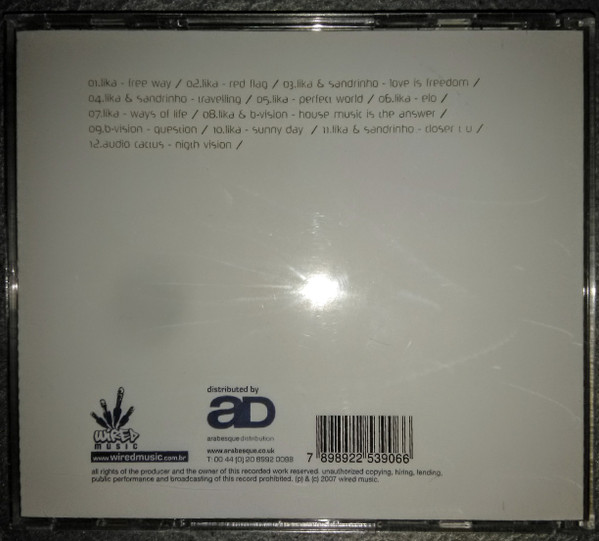 01.lika - free way / 02.lika - red flag / 03.lika & sandrinho - love is freedom /
04.lika & sandrinho - travelling / 05.lika - perfect world / 06.lika - elo /
07.lika - ways of life / 08.lika & b-vision - house music is the answer /
09.b-vision - question / 10.lika - sunny day / 11.lika & sandrinho - closer t u /
12.audio cactus - nigth vision /
WIRED
MUSIC
www.wiredmusic.com.br
distributed by
AD
arabesque distribution
www.arabesque.co.uk
T: 00 44 (0) 20 8992 0098
7 898922 539066
all rights of the producer and the owner of this recorded work reserved. unauthorized copying, hiring, lending,
public performance and broadcasting of this record prohibited. (p) & (c) 2007 wired music.